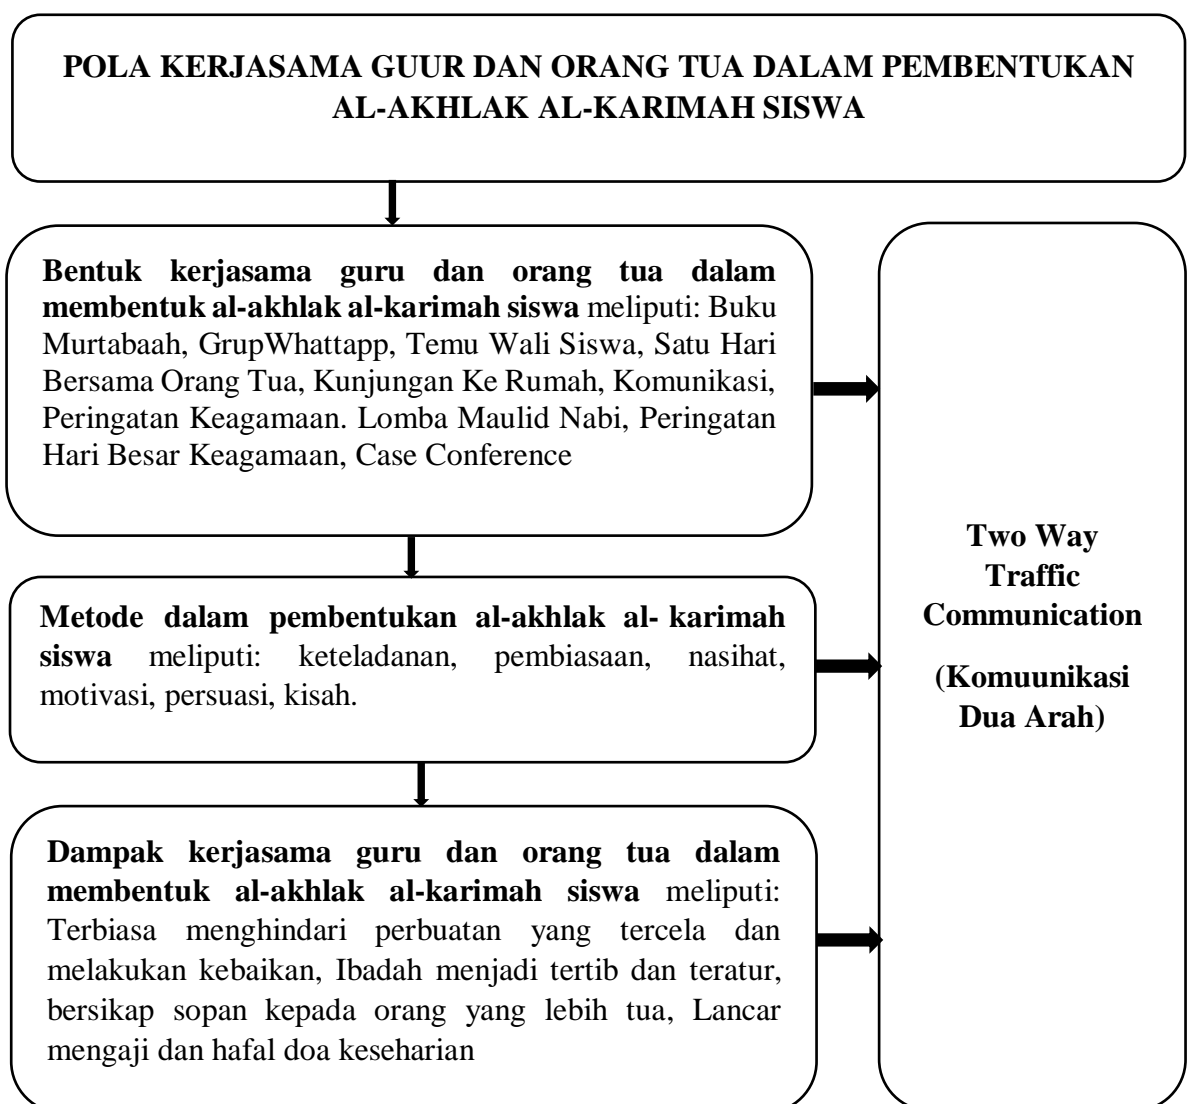 POLA KERJASAMA GUUR DAN ORANG TUA DALAM PEMBENTUKAN
AL-AKHLAK AL-KARIMAH SISWA
Bentuk kerjasama guru dan orang tua dalam
membentuk al-akhlak al-karimah siswa meliputi: Buku
Murtabaah, GrupWhattapp, Temu Wali Siswa, Satu Hari
Bersama Orang Tua, Kunjungan Ke Rumah, Komunikasi,
Peringatan Keagamaan. Lomba Maulid Nabi, Peringatan
Hari Besar Keagamaan, Case Conference
Metode dalam pembentukan al-akhlak al- karimah
siswa meliputi: keteladanan, pembiasaan, nasihat,
motivasi, persuasi, kisah.
Dampak kerjasama guru dan orang tua dalam
membentuk al-akhlak al-karimah siswa meliputi:
Terbiasa menghindari perbuatan yang tercela dan
melakukan kebaikan, Ibadah menjadi tertib dan teratur,
bersikap sopan kepada orang yang lebih tua, Lancar
mengaji dan hafal doa keseharian
Two Way
Traffic
Communication
(Komuunikasi
Dua Arah)